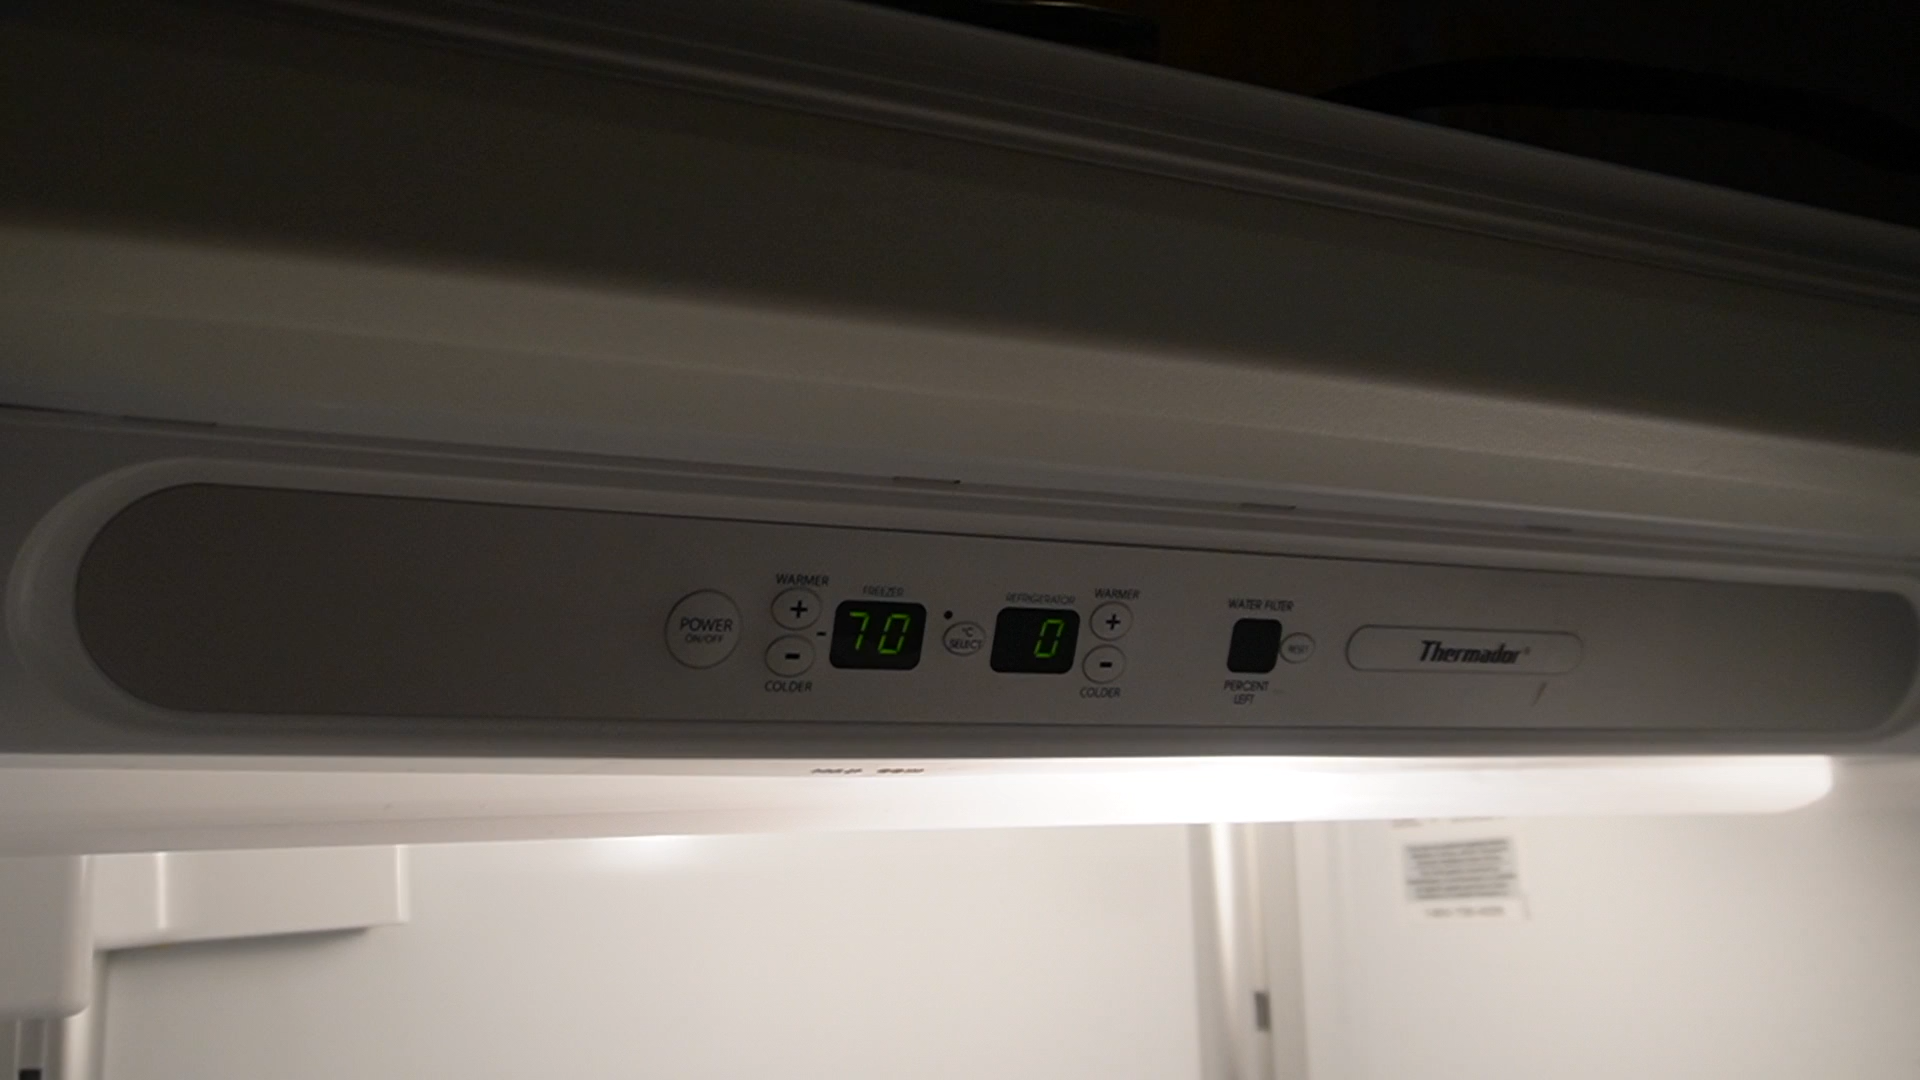 POWER
ON/OFF
WARMER
+
-
COLDER
FREEZER
70
°C
SELECT
REFRIGERATOR
0
WARMER
+
-
COLDER
WATER FILTER
RESET
PERCENT
LEFT
Thermador®